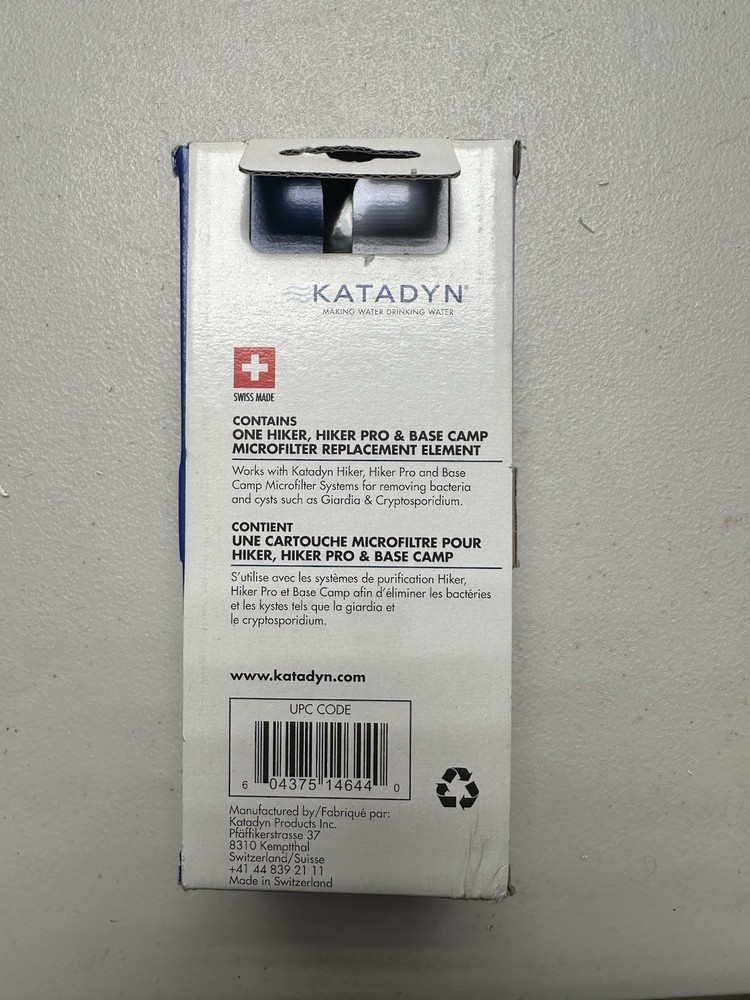 KATADYN®
MAKING WATER DRINKING WATER
SWISS MADE
CONTAINS
ONE HIKER, HIKER PRO & BASE CAMP
MICROFILTER REPLACEMENT ELEMENT
Works with Katadyn Hiker, Hiker Pro and Base
Camp Microfilter Systems for removing bacteria
and cysts such as Giardia & Cryptosporidium.
CONTIENT
UNE CARTOUCHE MICROFILTRE POUR
HIKER, HIKER PRO & BASE CAMP
S'utilise avec les systèmes de purification Hiker,
Hiker Pro et Base Camp afin d'éliminer les bactéries
et les kystes tels que la giardia et
le cryptosporidium.
www.katadyn.com
UPC CODE
6 04375 14644 0
Manufactured by/Fabriqué par:
Katadyn Products Inc.
Pfäffikerstrasse 37
8310 Kemptthal
Switzerland/Suisse
+41 44 839 21 11
Made in Switzerland